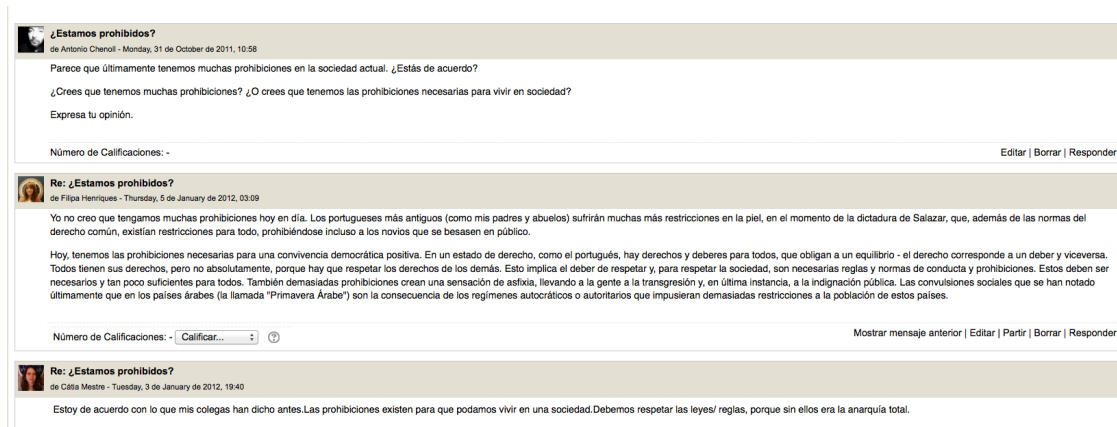 ¿Estamos prohibidos?
de Antonio Chenoll - Monday, 31 de October de 2011, 10:58
Parece que últimamente tenemos muchas prohibiciones en la sociedad actual. ¿Estás de acuerdo?
¿Crees que tenemos muchas prohibiciones? ¿O crees que tenemos las prohibiciones necesarias para vivir en sociedad?
Expresa tu opinión.
Número de Calificaciones: -
Editar | Borrar | Responder
Re: ¿Estamos prohibidos?
de Filipa Henriques - Thursday, 5 de January de 2012, 03:09
Yo no creo que tengamos muchas prohibiciones hoy en día. Los portugueses más antiguos (como mis padres y abuelos) sufrirán muchas más restricciones en la piel, en el momento de la dictadura de Salazar, que, además de las normas del
derecho común, existían restricciones para todo, prohibiéndose incluso a los novios que se besasen en público.
Hoy, tenemos las prohibiciones necesarias para una convivencia democrática positiva. En un estado de derecho, como el portugués, hay derechos y deberes para todos, que obligan a un equilibrio - el derecho corresponde a un deber y viceversa.
Todos tienen sus derechos, pero no absolutamente, porque hay que respetar los derechos de los demás. Esto implica el deber de respetar y, para respetar la sociedad, son necesarias reglas y normas de conducta y prohibiciones. Estos deben ser
necesarios y tan poco suficientes para todos. También demasiadas prohibiciones crean una sensación de asfixia, llevando a la gente a la transgresión y, en última instancia, a la indignación pública. Las convulsiones sociales que se han notado
últimamente que en los países árabes (la llamada "Primavera Árabe") son la consecuencia de los regímenes autocráticos o autoritarios que impusieran demasiadas restricciones a la población de estos países.
Número de Calificaciones: - Calificar... ?
Mostrar mensaje anterior | Editar | Partir | Borrar | Responder
Re: ¿Estamos prohibidos?
de Cátia Mestre - Tuesday, 3 de January de 2012, 19:40
Estoy de acuerdo con lo que mis colegas han dicho antes.Las prohibiciones existen para que podamos vivir en una sociedad.Debemos respetar las leyes/ reglas, porque sin ellos era la anarquía total.